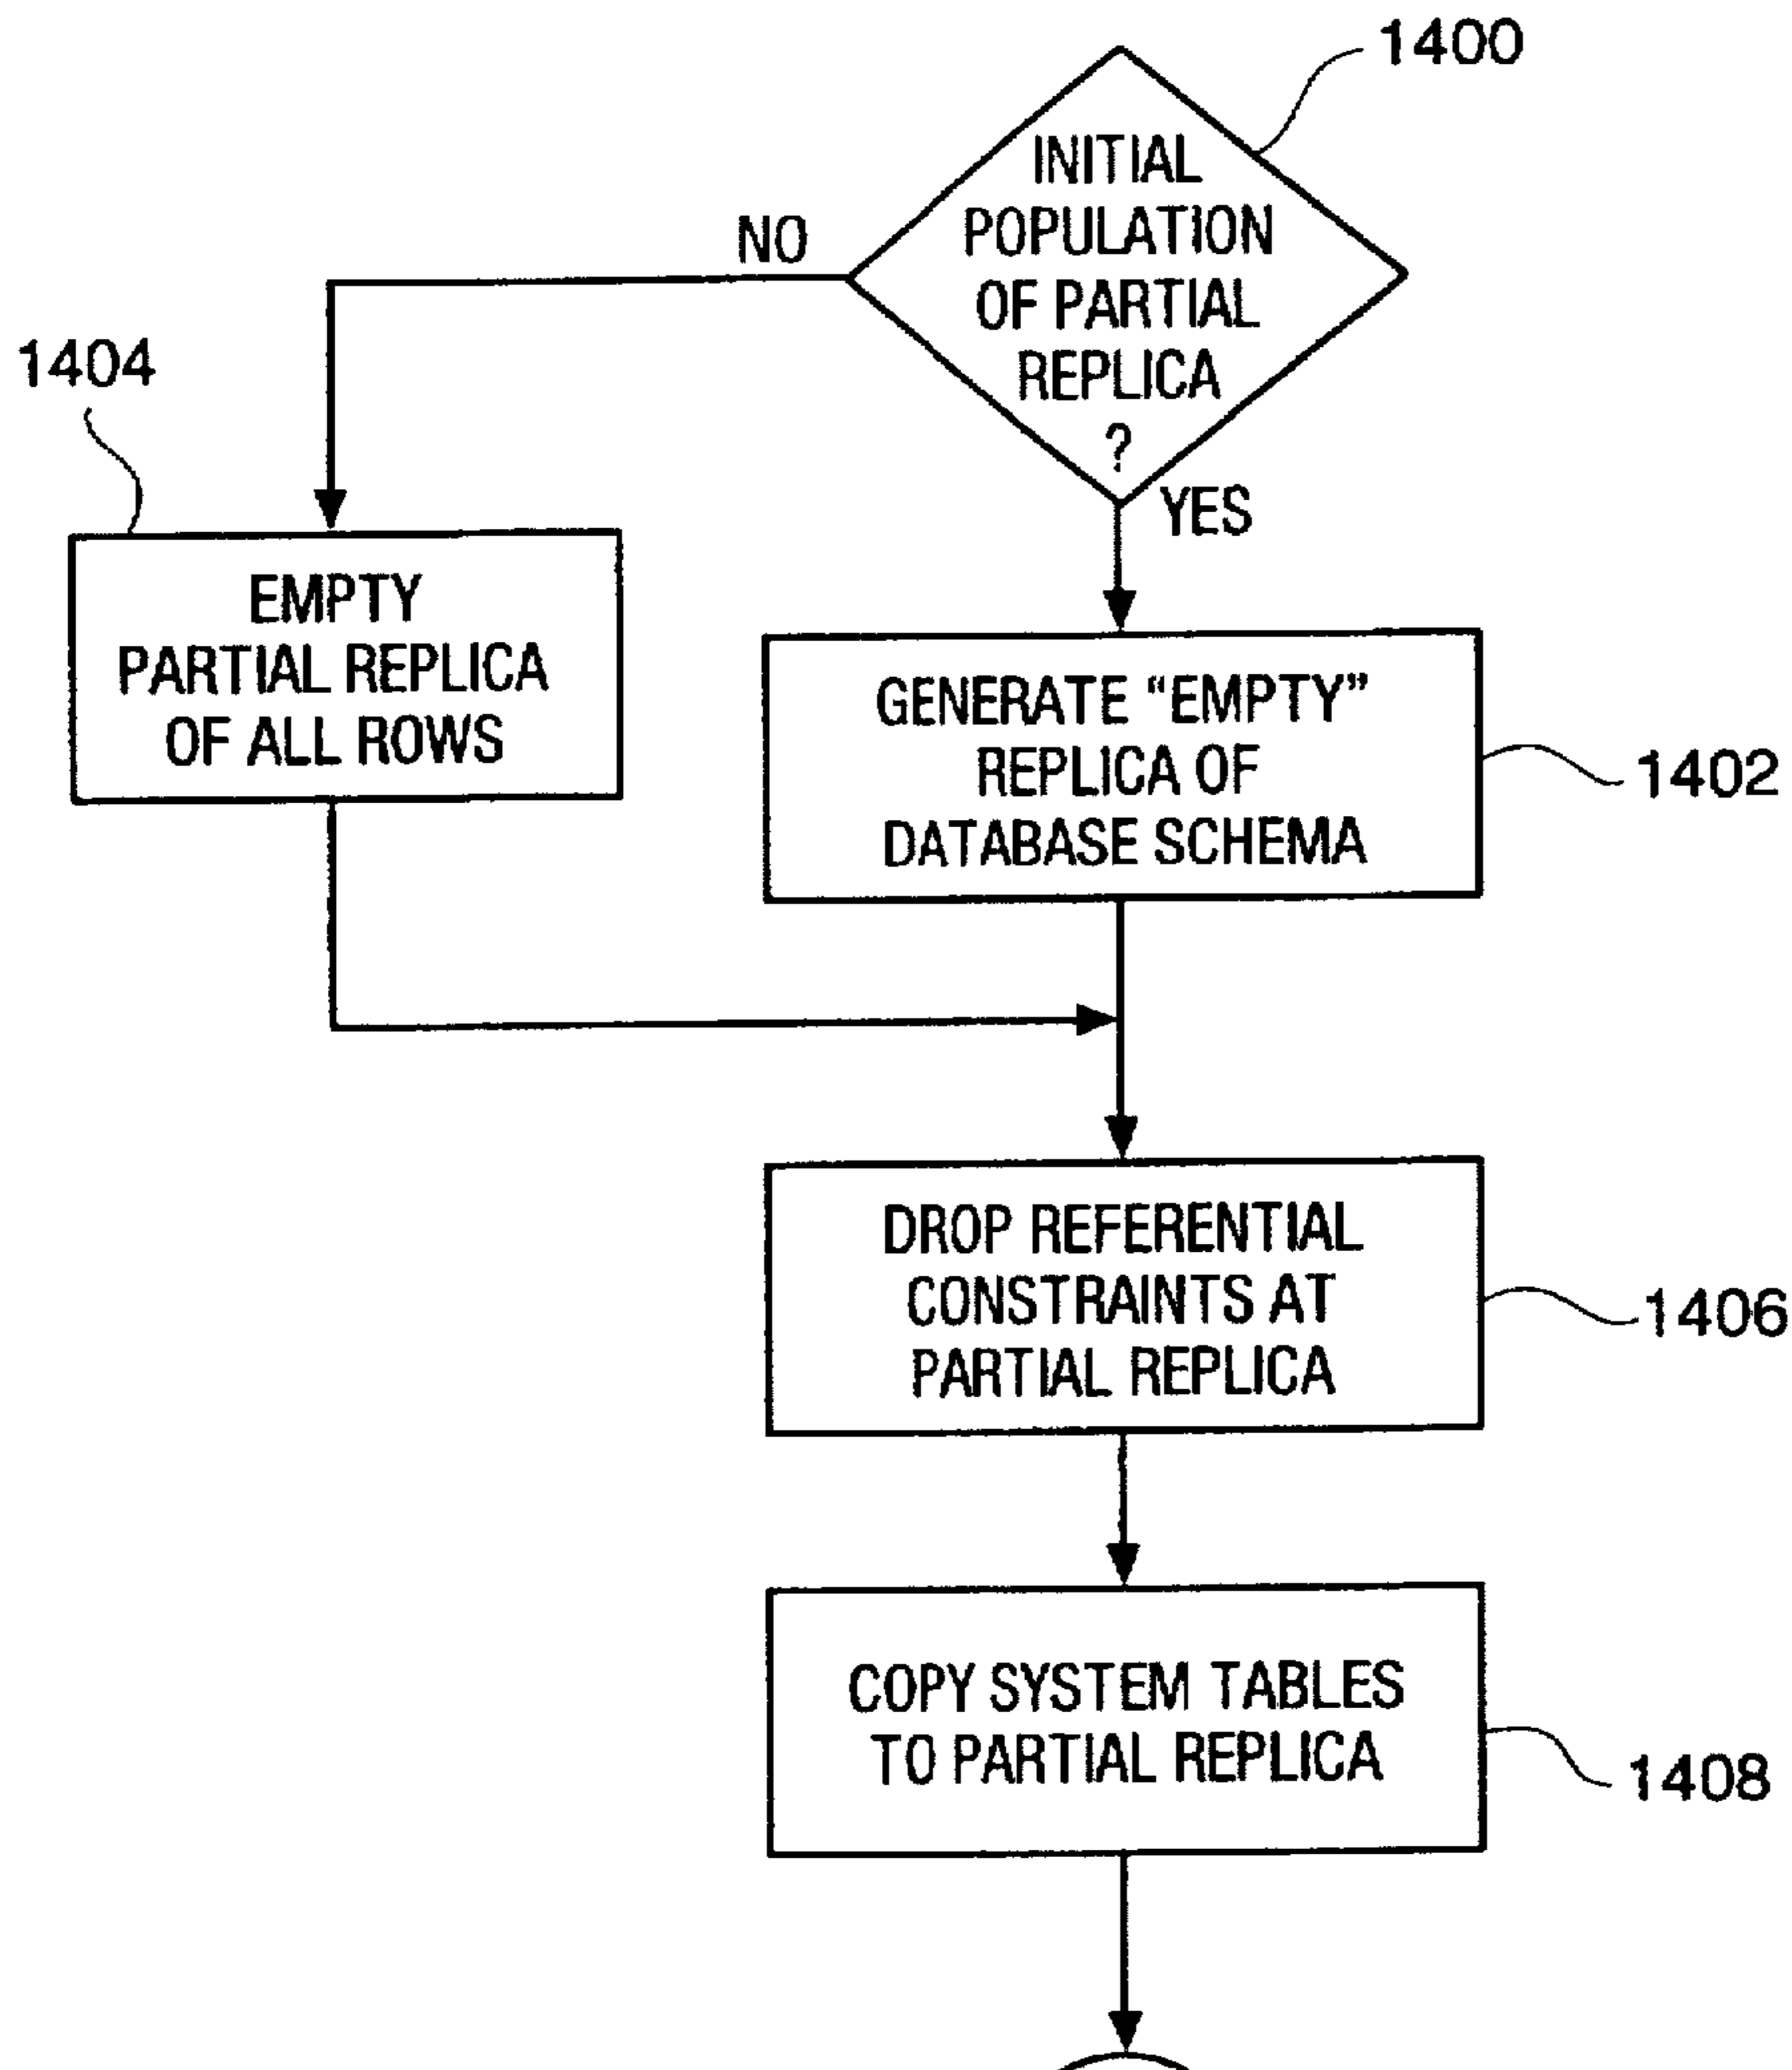 1400
INITIAL
POPULATION
OF PARTIAL
REPLICA
?
NO
YES
1404
EMPTY
PARTIAL REPLICA
OF ALL ROWS
GENERATE “EMPTY”
REPLICA OF
DATABASE SCHEMA
1402
DROP REFERENTIAL
CONSTRAINTS AT
PARTIAL REPLICA
1406
COPY SYSTEM TABLES
TO PARTIAL REPLICA
1408